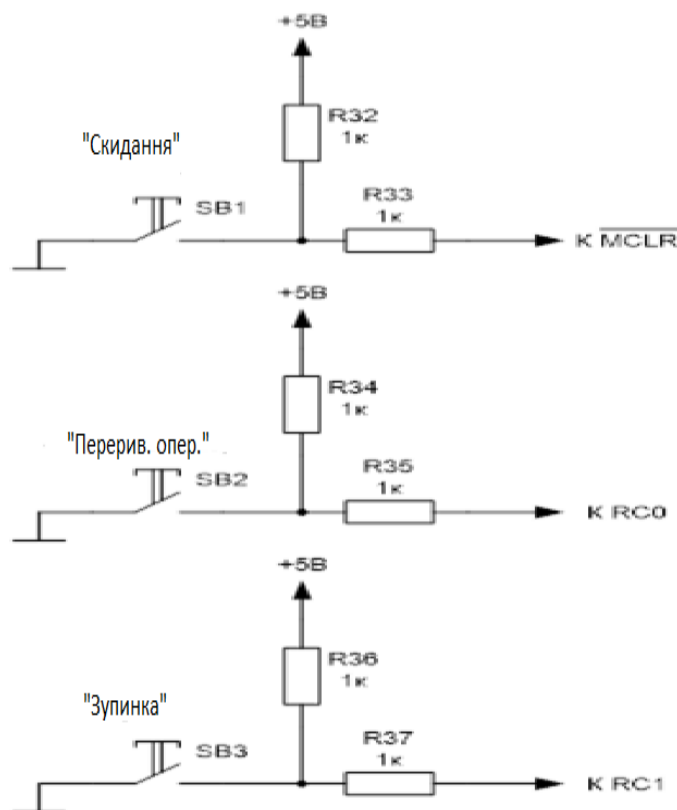 +5В
R32
1к
"Скидання"
SB1
R33
1к
К MCLR
+5В
R34
1к
"Перерив. опер."
SB2
R35
1к
К RC0
+5В
R36
1к
"Зупинка"
SB3
R37
1к
К RC1